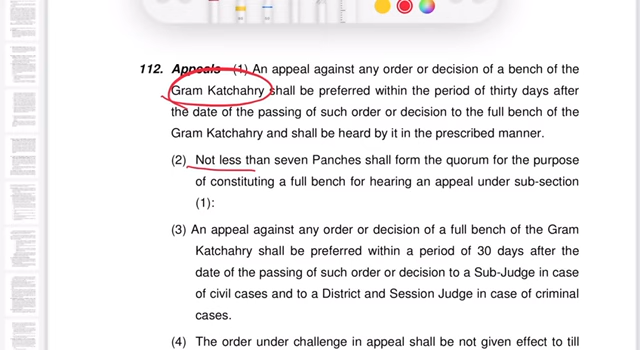 112. Appeals – (1) An appeal against any order or decision of a bench of the
Gram Katchahry shall be preferred within the period of thirty days after
the date of the passing of such order or decision to the full bench of the
Gram Katchahry and shall be heard by it in the prescribed manner.
(2) Not less than seven Panches shall form the quorum for the purpose
of constituting a full bench for hearing an appeal under sub-section
(1):
(3) An appeal against any order or decision of a full bench of the Gram
Katchahry shall be preferred within a period of 30 days after the
date of the passing of such order or decision to a Sub-Judge in case
of civil cases and to a District and Session Judge in case of criminal
cases.
(4) The order under challenge in appeal shall be not given effect to till